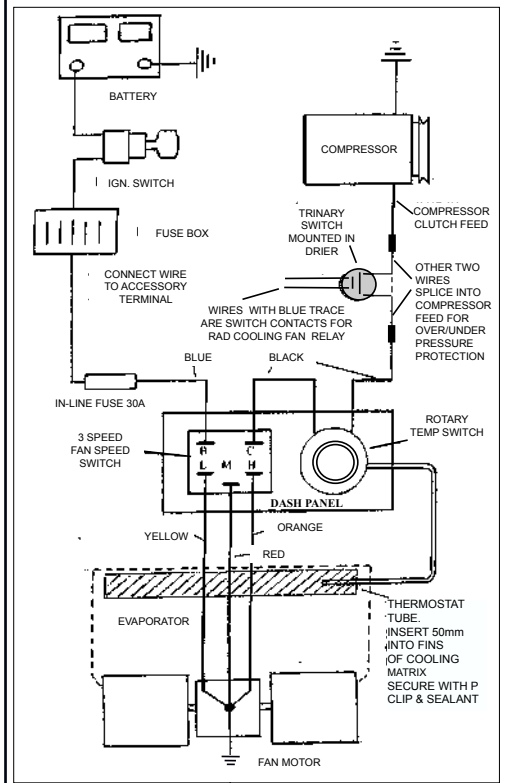 BATTERY
IGN. SWITCH
FUSE BOX
CONNECT WIRE
TO ACCESSORY
TERMINAL
IN-LINE FUSE 30A
COMPRESSOR
COMPRESSOR
CLUTCH FEED
TRINARY
SWITCH
MOUNTED IN
DRIER
WIRES WITH BLUE TRACE
ARE SWITCH CONTACTS FOR
RAD COOLING FAN RELAY
OTHER TWO
WIRES
SPLICE INTO
COMPRESSOR
FEED FOR
OVER/UNDER
PRESSURE
PROTECTION
BLUE
BLACK
3 SPEED
FAN SPEED
SWITCH
C
L M H
ROTARY
TEMP SWITCH
DASH PANEL
YELLOW
ORANGE
RED
EVAPORATOR
THERMOSTAT
TUBE.
INSERT 50mm
INTO FINS
OF COOLING
MATRIX
SECURE WITH P
CLIP & SEALANT
FAN MOTOR